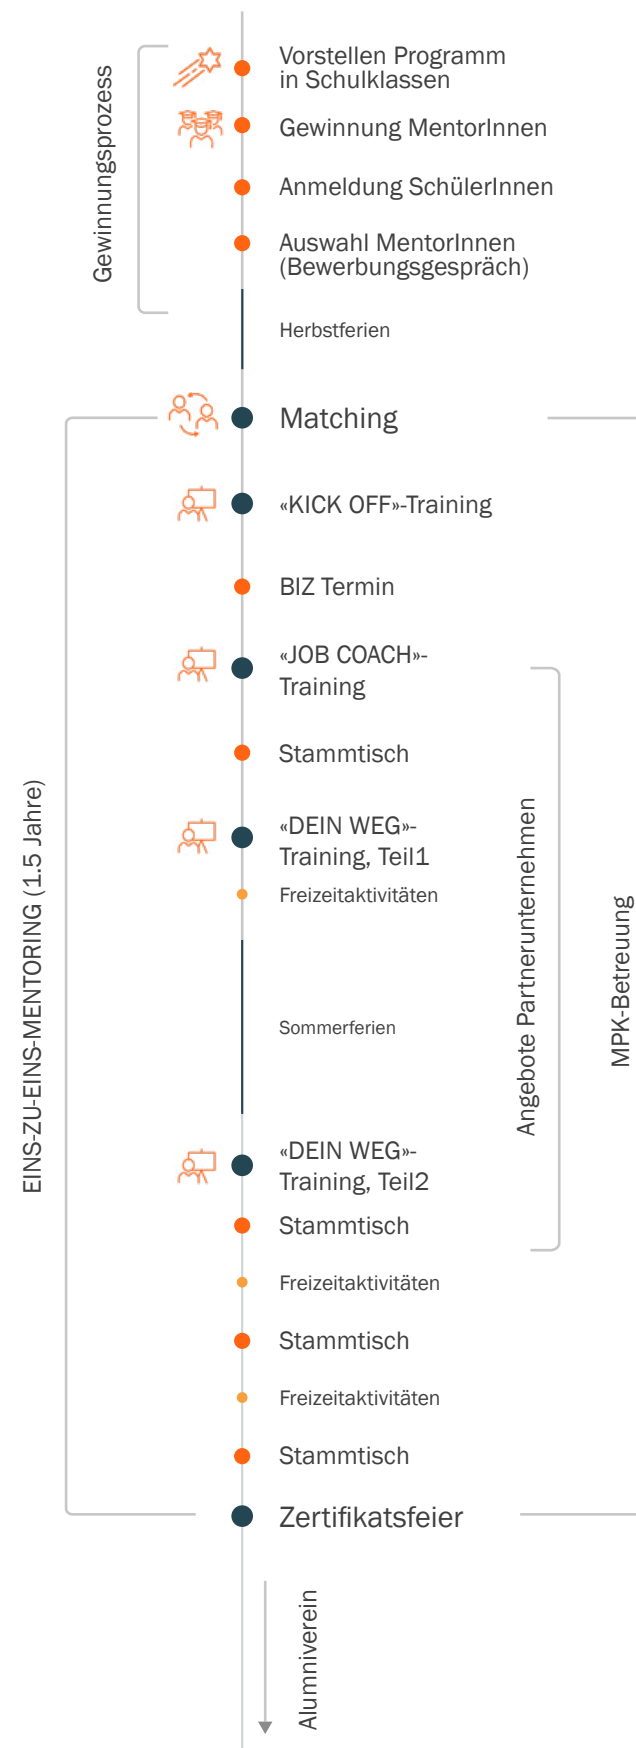 Gewinnungsprozess
Vorstellen Programm
in Schulklassen
Gewinnung MentorInnen
Anmeldung SchülerInnen
Auswahl MentorInnen
(Bewerbungsgespräch)
Herbstferien
EINS-ZU-EINS-MENTORING (1.5 Jahre)
Matching
«KICK OFF»-Training
BIZ Termin
«JOB COACH»-
Training
Stammtisch
«DEIN WEG»-
Training, Teil1
Freizeitaktivitäten
Sommerferien
«DEIN WEG»-
Training, Teil2
Stammtisch
Freizeitaktivitäten
Stammtisch
Freizeitaktivitäten
Stammtisch
Zertifikatsfeier
Angebote Partnerunternehmen
MPK-Betreuung
Alumniverein